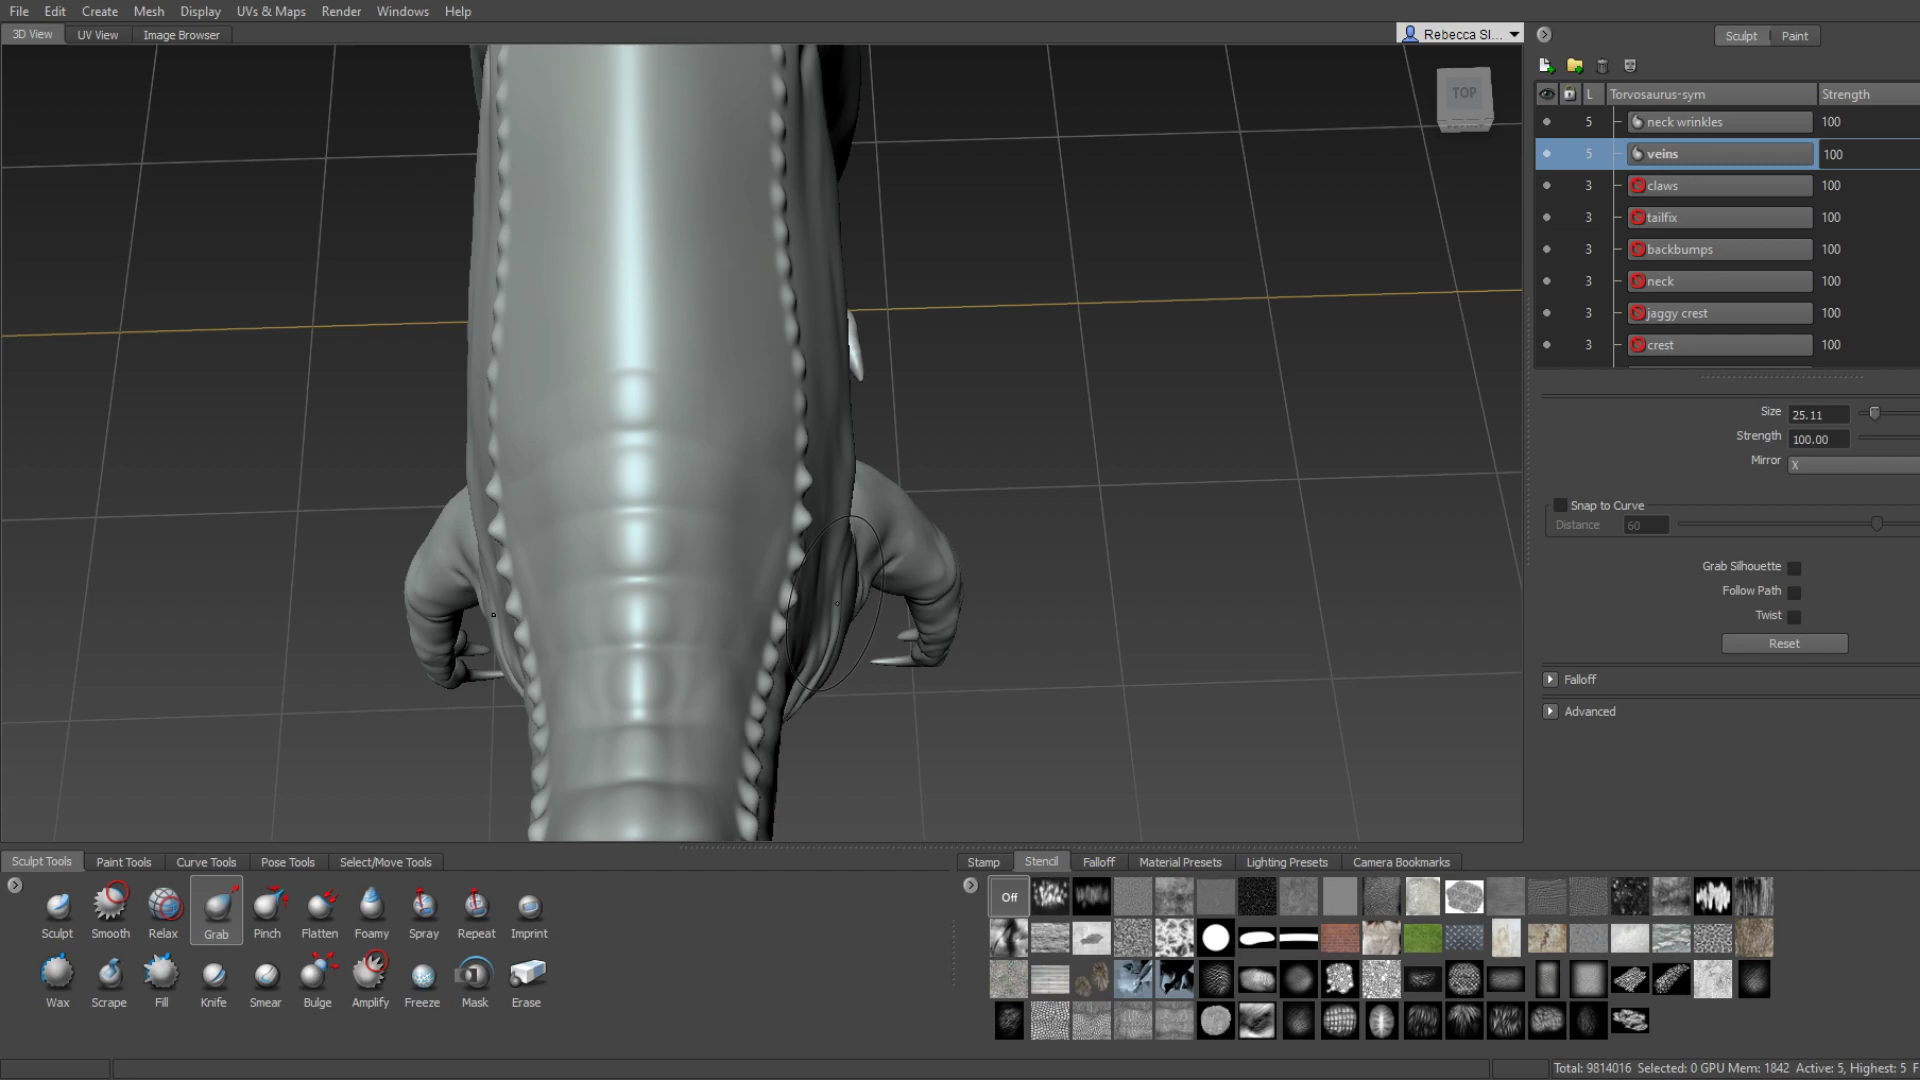 File Edit Create Mesh Display UVs & Maps Render Windows Help
3D View UV View Image Browser
Rebecca Sl...
Sculpt Paint
TOP
L Torvosaurus-sym Strength
5 neck wrinkles 100
5 veins 100
3 claws 100
3 tailfix 100
3 backbumps 100
3 neck 100
3 jaggy crest 100
3 crest 100
Size 25.11
Strength 100.00
Mirror X
Snap to Curve
Distance 60
Grab Silhouette
Follow Path
Twist
Reset
Falloff
Advanced
Sculpt Tools Paint Tools Curve Tools Pose Tools Select/Move Tools
Sculpt Smooth Relax Grab Pinch Flatten Foamy Spray Repeat Imprint
Wax Scrape Fill Knife Smear Bulge Amplify Freeze Mask Erase
Stamp Stencil Falloff Material Presets Lighting Presets Camera Bookmarks
Off
Total: 9814016 Selected: 0 GPU Mem: 1842 Active: 5, Highest: 5 F